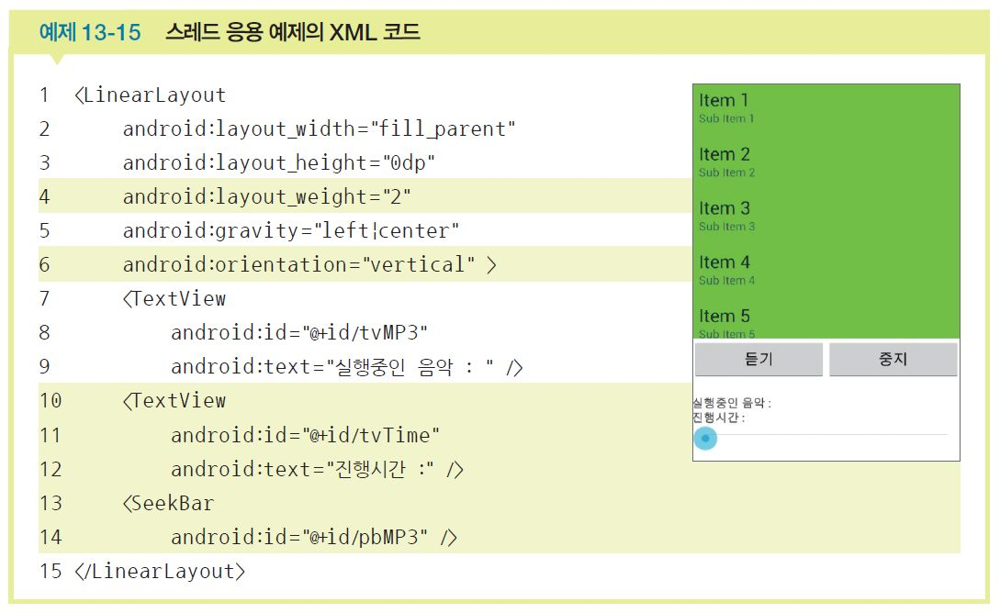 예제 13-15 스레드 응용 예제의 XML 코드
1 <LinearLayout
2 android:layout_width="fill_parent"
3 android:layout_height="0dp"
4 android:layout_weight="2"
5 android:gravity="left|center"
6 android:orientation="vertical" >
7 <TextView
8 android:id="@+id/tvMP3"
9 android:text="실행중인 음악 : " />
10 <TextView
11 android:id="@+id/tvTime"
12 android:text="진행시간 :" />
13 <SeekBar
14 android:id="@+id/pbMP3" />
15 </LinearLayout>
Item 1
Sub Item 1
Item 2
Sub Item 2
Item 3
Sub Item 3
Item 4
Sub Item 4
Item 5
Sub Item 5
듣기 중지
실행중인 음악 :
진행시간 :